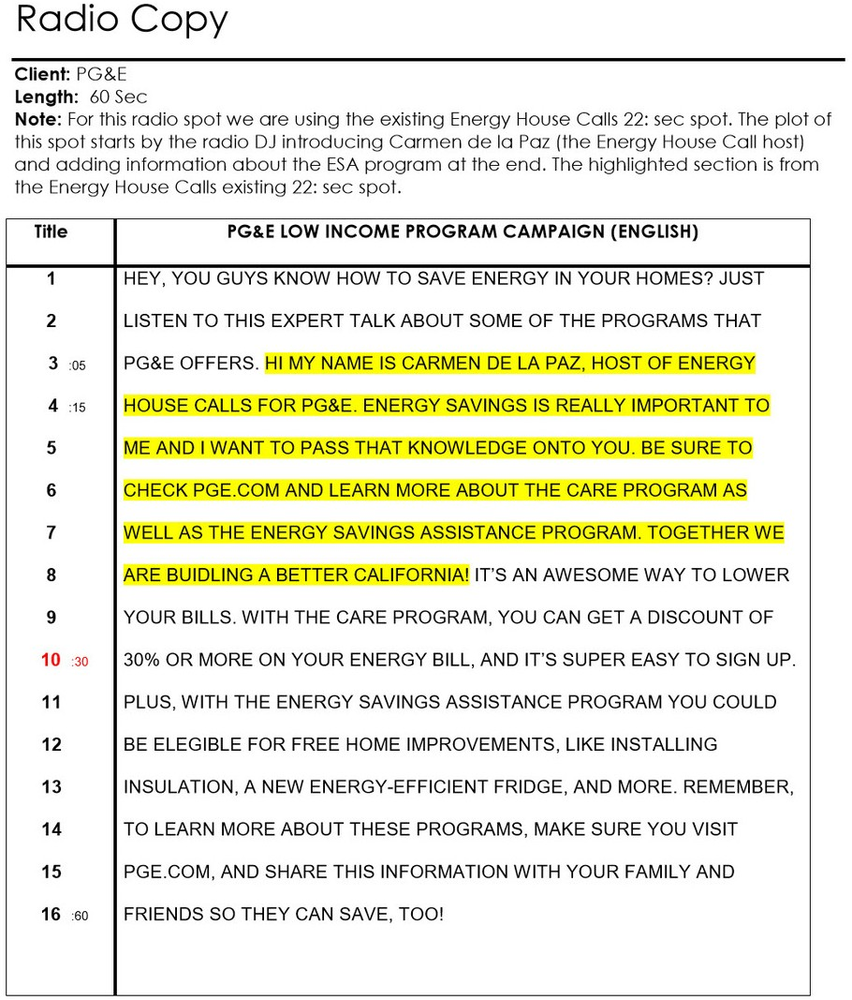 Radio Copy
Client: PG&E
Length:  60 Sec
Note: For this radio spot we are using the existing Energy House Calls 22: sec spot. The plot of
this spot starts by the radio DJ introducing Carmen de la Paz (the Energy House Call host)
and adding information about the ESA program at the end. The highlighted section is from
the Energy House Calls existing 22: sec spot.
Title PG&E LOW INCOME PROGRAM CAMPAIGN (ENGLISH)
1 HEY, YOU GUYS KNOW HOW TO SAVE ENERGY IN YOUR HOMES? JUST
2 LISTEN TO THIS EXPERT TALK ABOUT SOME OF THE PROGRAMS THAT
3 :05 PG&E OFFERS. HI MY NAME IS CARMEN DE LA PAZ, HOST OF ENERGY
4 :15 HOUSE CALLS FOR PG&E. ENERGY SAVINGS IS REALLY IMPORTANT TO
5 ME AND I WANT TO PASS THAT KNOWLEDGE ONTO YOU. BE SURE TO
6 CHECK PGE.COM AND LEARN MORE ABOUT THE CARE PROGRAM AS
7 WELL AS THE ENERGY SAVINGS ASSISTANCE PROGRAM. TOGETHER WE
8 ARE BUIDLING A BETTER CALIFORNIA! IT’S AN AWESOME WAY TO LOWER
9 YOUR BILLS. WITH THE CARE PROGRAM, YOU CAN GET A DISCOUNT OF
10 :30 30% OR MORE ON YOUR ENERGY BILL, AND IT’S SUPER EASY TO SIGN UP.
11 PLUS, WITH THE ENERGY SAVINGS ASSISTANCE PROGRAM YOU COULD
12 BE ELEGIBLE FOR FREE HOME IMPROVEMENTS, LIKE INSTALLING
13 INSULATION, A NEW ENERGY-EFFICIENT FRIDGE, AND MORE. REMEMBER,
14 TO LEARN MORE ABOUT THESE PROGRAMS, MAKE SURE YOU VISIT
15 PGE.COM, AND SHARE THIS INFORMATION WITH YOUR FAMILY AND
16 :60 FRIENDS SO THEY CAN SAVE, TOO!